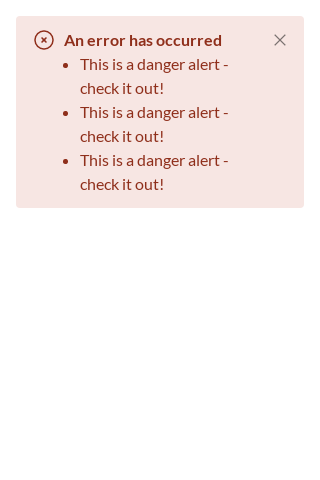 An error has occurred
This is a danger alert -
check it out!
This is a danger alert -
check it out!
This is a danger alert -
check it out!